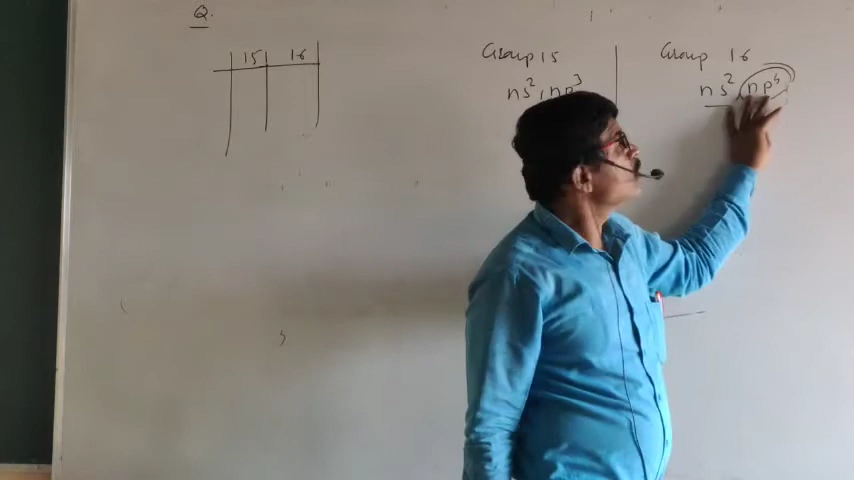 Q.
15 16
Group 15
ns², np³
Group 16
ns², np⁴